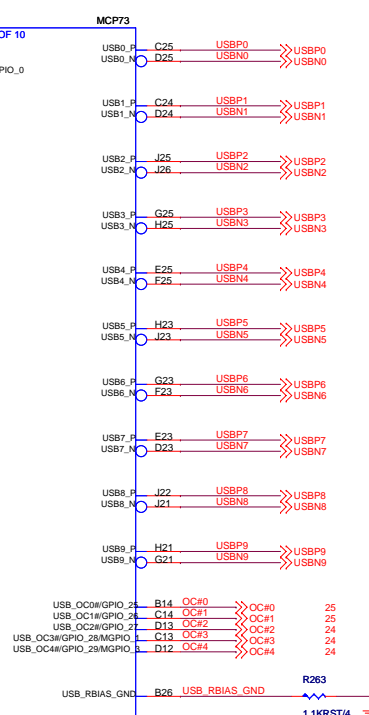 MCP73
OF 10
USB0_P C25 USBP0 USBP0
USB0_N D25 USBN0 USBN0
PIO_0
USB1_P C24 USBP1 USBP1
USB1_N D24 USBN1 USBN1
USB2_P J25 USBP2 USBP2
USB2_N J26 USBN2 USBN2
USB3_P G25 USBP3 USBP3
USB3_N H25 USBN3 USBN3
USB4_P E25 USBP4 USBP4
USB4_N F25 USBN4 USBN4
USB5_P H23 USBP5 USBP5
USB5_N J23 USBN5 USBN5
USB6_P G23 USBP6 USBP6
USB6_N F23 USBN6 USBN6
USB7_P E23 USBP7 USBP7
USB7_N D23 USBN7 USBN7
USB8_P J22 USBP8 USBP8
USB8_N J21 USBN8 USBN8
USB9_P H21 USBP9 USBP9
USB9_N G21 USBN9 USBN9
USB_OC0#/GPIO_25 B14 OC#0 OC#0 25
USB_OC1#/GPIO_26 C14 OC#1 OC#1 25
USB_OC2#/GPIO_27 D13 OC#2 OC#2 24
USB_OC3#/GPIO_28/MGPIO_ C13 OC#3 OC#3 24
USB_OC4#/GPIO_29/MGPIO_3 D12 OC#4 OC#4 24
R263
USB_RBIAS_GND B26 USB_RBIAS_GND
1.1KRST/4